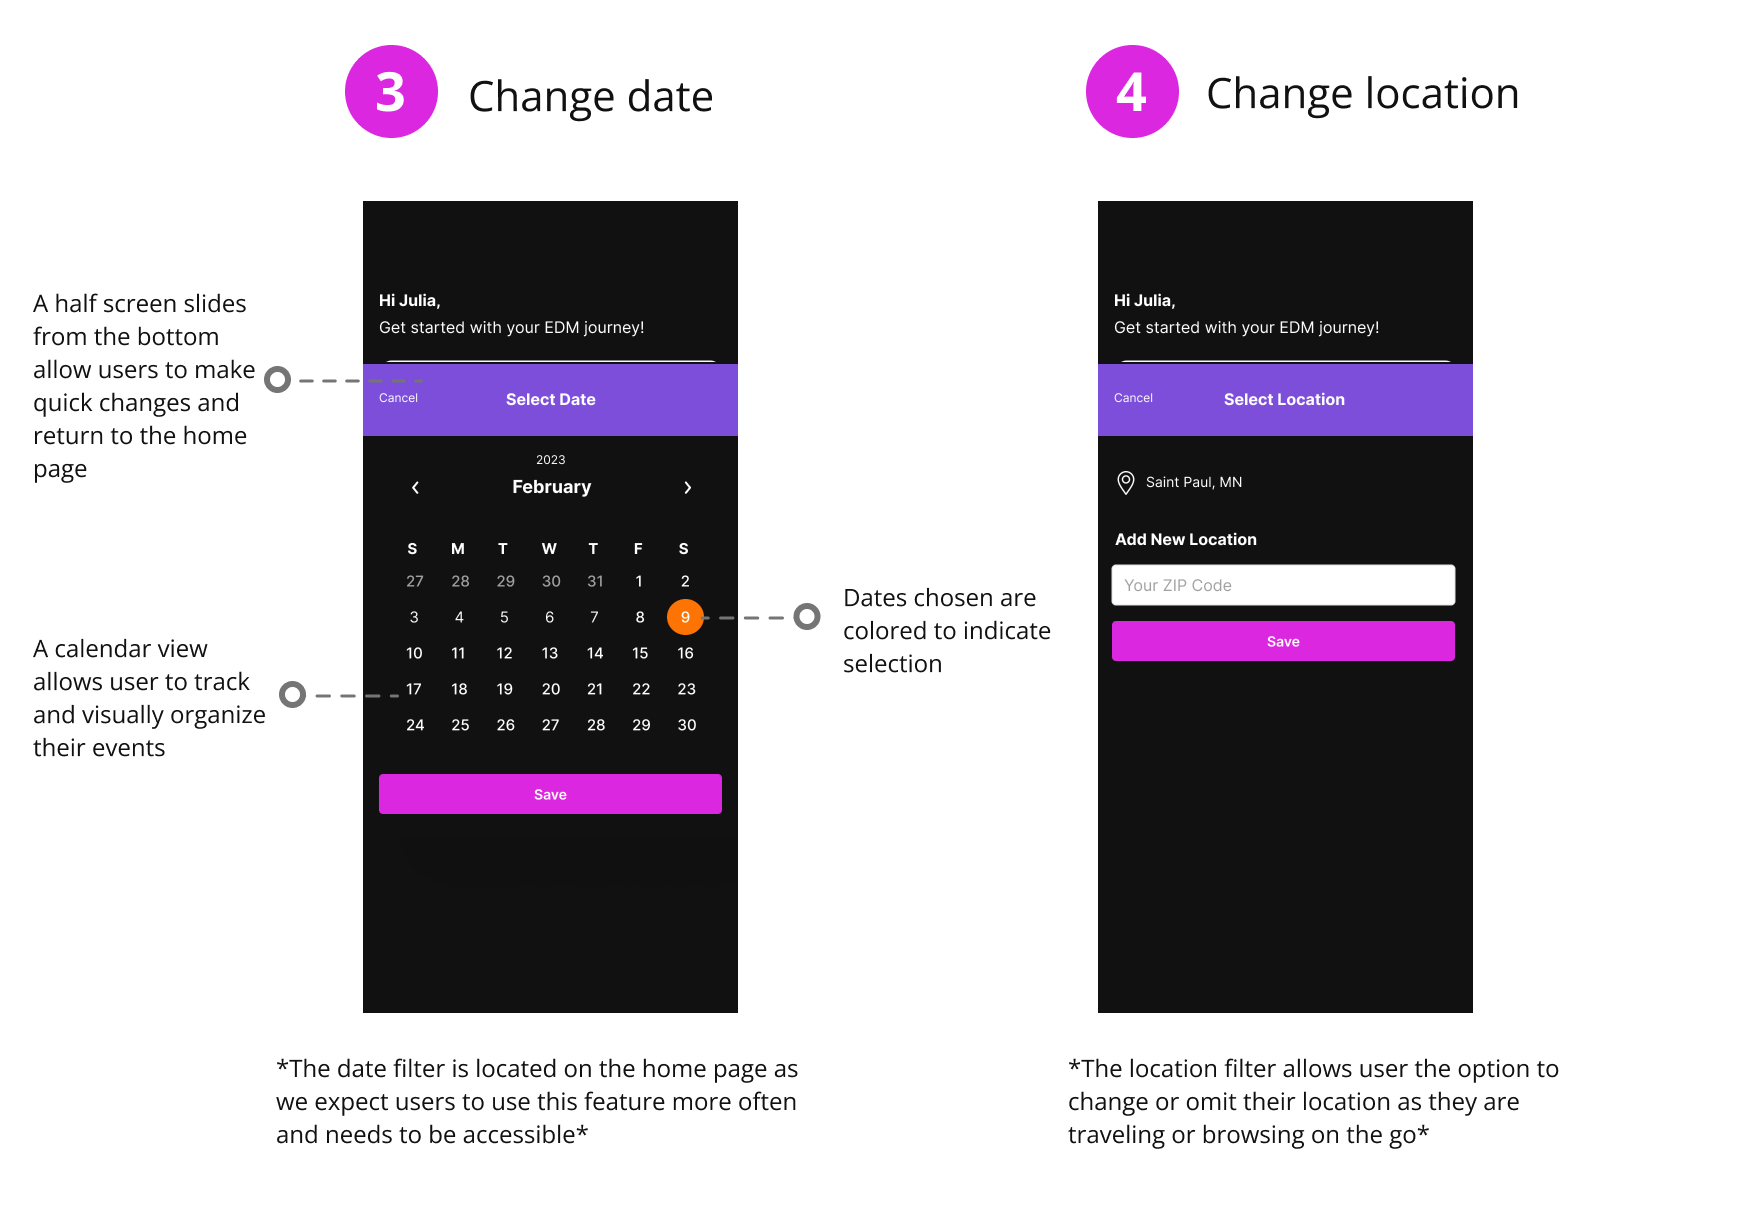 3
Change date
4
Change location
A half screen slides
from the bottom
allow users to make
quick changes and
return to the home
page
A calendar view
allows user to track
and visually organize
their events
Hi Julia,
Get started with your EDM journey!
Cancel
Select Date
2023
February
S M T W T F S
27 28 29 30 31 1 2
3 4 5 6 7 8 9
10 11 12 13 14 15 16
17 18 19 20 21 22 23
24 25 26 27 28 29 30
Save
Dates chosen are
colored to indicate
selection
Hi Julia,
Get started with your EDM journey!
Cancel
Select Location
Saint Paul, MN
Add New Location
Your ZIP Code
Save
*The date filter is located on the home page as
we expect users to use this feature more often
and needs to be accessible*
*The location filter allows user the option to
change or omit their location as they are
traveling or browsing on the go*